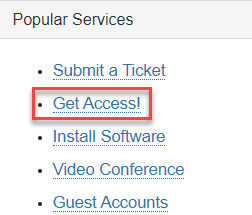 Popular Services
Submit a Ticket
Get Access!
Install Software
Video Conference
Guest Accounts